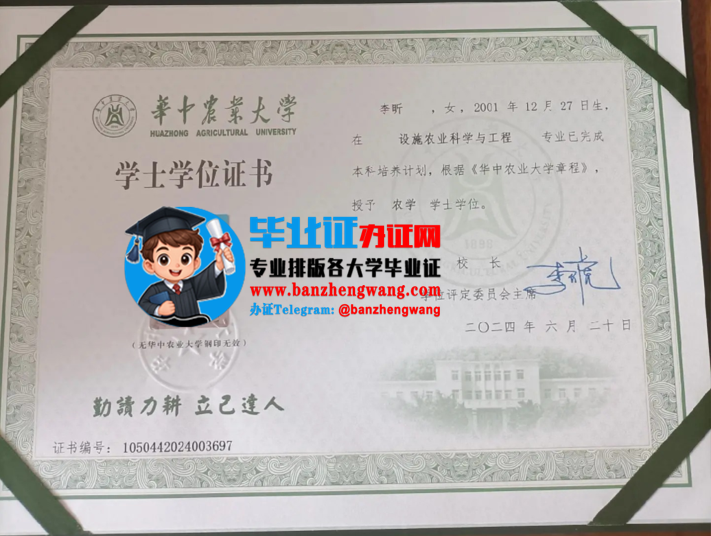 華中农業大学
HUAZHONG AGRICULTURAL UNIVERSITY
学士学位证书
李昕 ，女，2001 年 12 月 27 日生，
在 设施农业科学与工程 专业已完成
本科培养计划，根据《华中农业大学章程》，
授予 农学 学士学位。
毕业证办证网
专业排版各大学毕业证
www.banzhengwang.com
办证Telegram: @banzhengwang
校 长
学位评定委员会主席
二〇二四 年 六 月 二十 日
（无华中农业大学钢印无效）
勤讀力耕 立己達人
证书编号： 1050442024003697